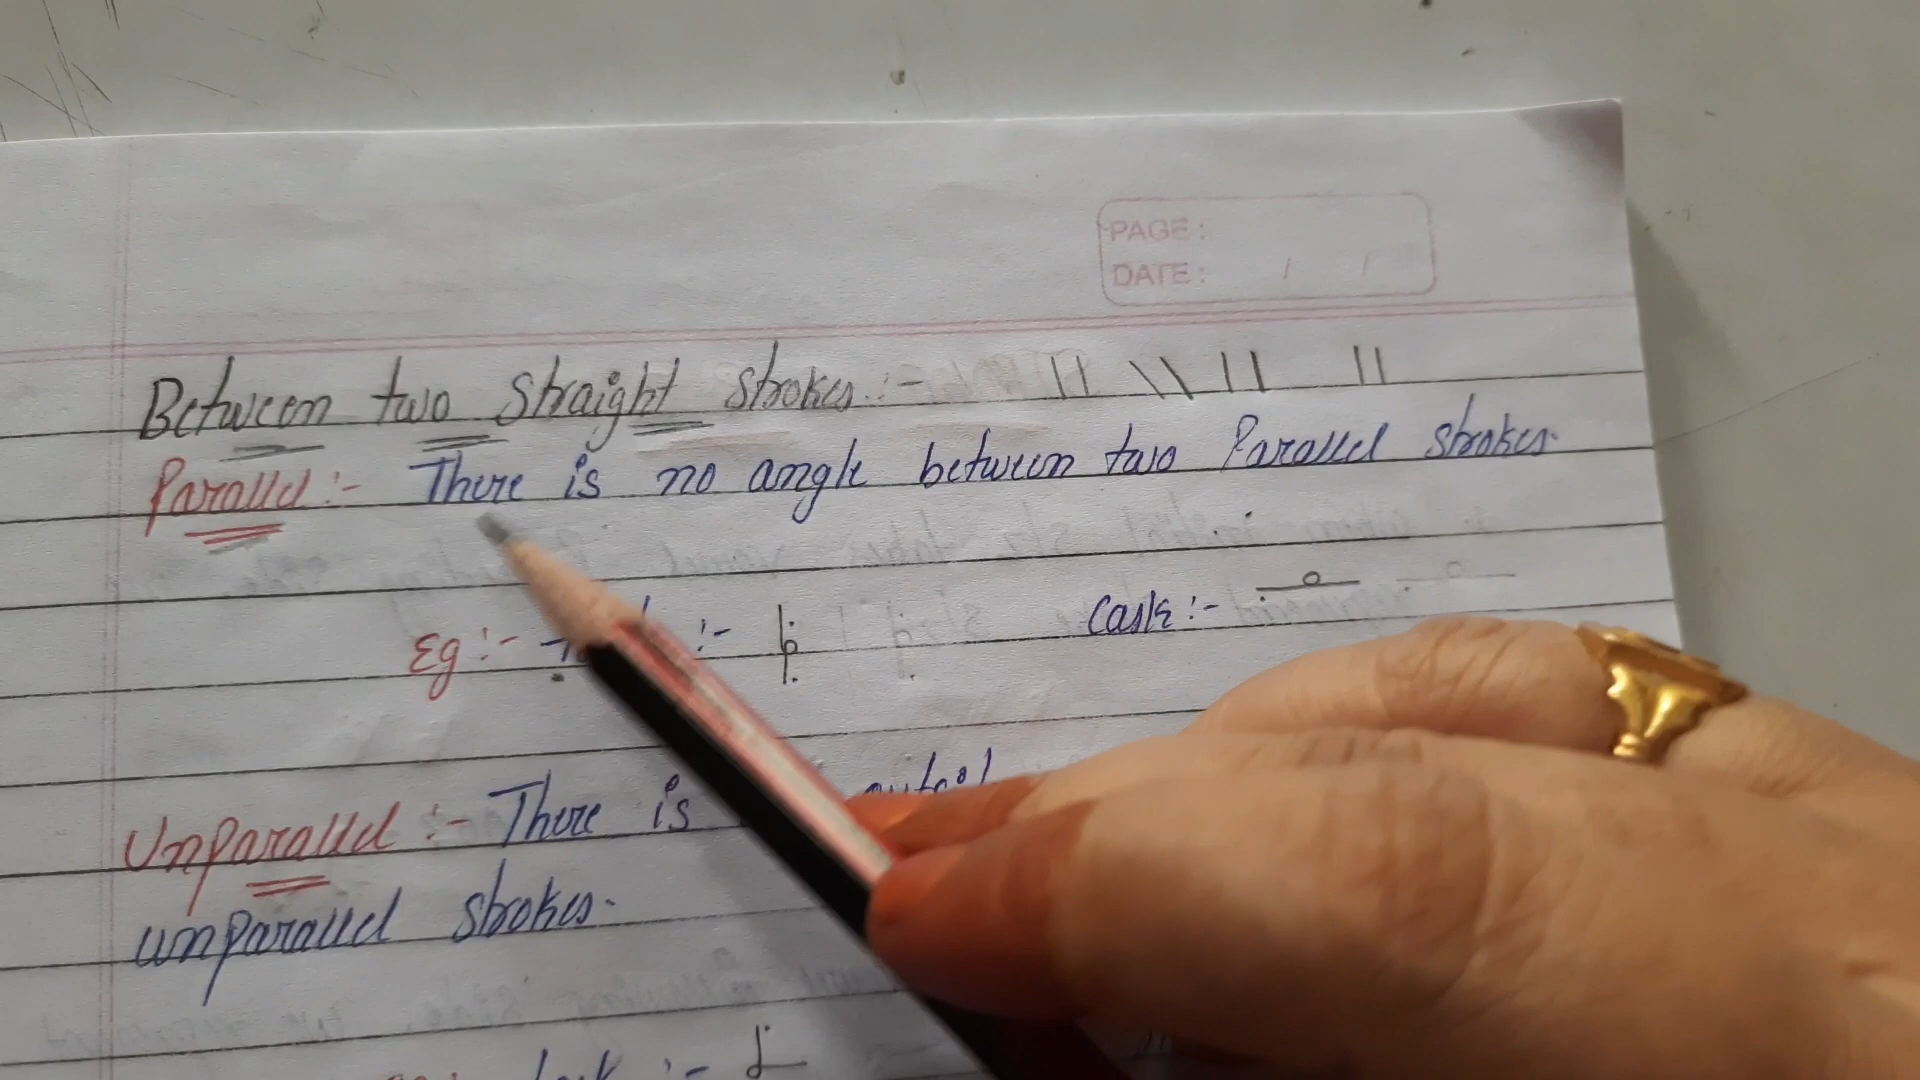 PAGE:
DATE: / /
Between two straight strokes :-
Parallel :- There is no angle between two Parallel strokes.
Eg :- :- Cask :-
Unparallel :- There is
unparallel strokes.
:-